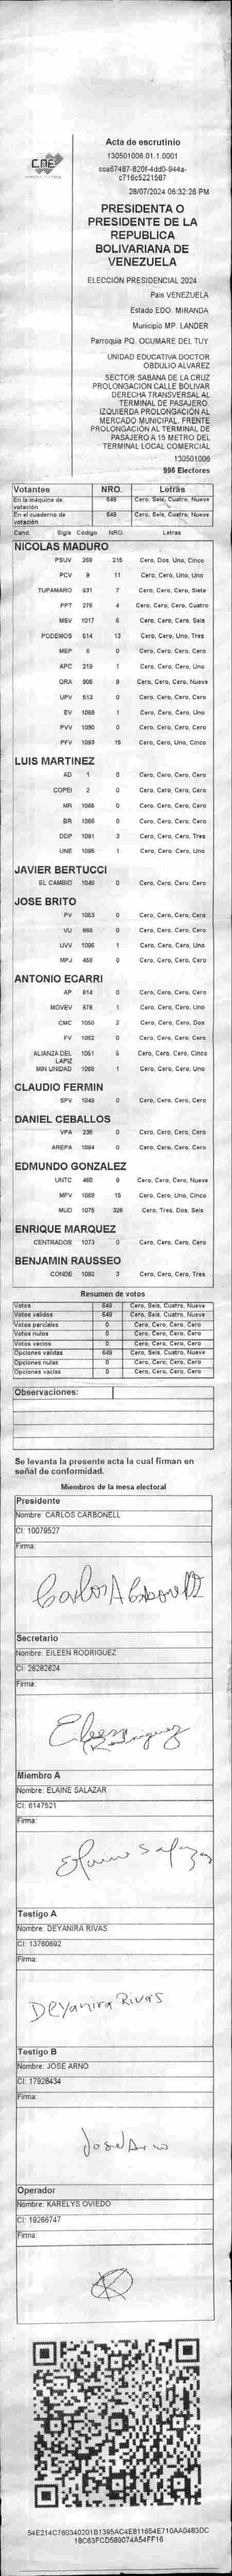 CNE
Acta de escrutinio
130501006.01.1.0001
cca67487-820f-4dd0-944a-
c716c5221587
28/07/2024 06:32:26 PM
PRESIDENTA O
PRESIDENTE DE LA
REPUBLICA
BOLIVARIANA DE
VENEZUELA
ELECCIÓN PRESIDENCIAL 2024
Pais VENEZUELA
Estado EDO. MIRANDA
Municipio MP. LANDER
Parroquia PQ. OCUMARE DEL TUY
UNIDAD EDUCATIVA DOCTOR
OBDULIO ALVAREZ
SECTOR SABANA DE LA CRUZ
PROLONGACIÓN CALLE BOLIVAR
DERECHA TRANSVERSAL AL
TERMINAL DE PASAJERO.
IZQUIERDA PROLONGACIÓN AL
MERCADO MUNICIPAL. FRENTE
PROLONGACIÓN AL TERMINAL DE
PASAJERO A 15 METRO DEL
TERMINAL LOCAL COMERCIAL
130501006
996 Electores
Votantes NRO. Letras
En la máquina de votación 649 Cero, Seis, Cuatro, Nueve
En el cuaderno de votación 649 Cero, Seis, Cuatro, Nueve
Cand. Sigla Código NRO. Letras
NICOLAS MADURO
PSUV 269 215 Cero, Dos, Uno, Cinco
PCV 9 11 Cero, Cero, Uno, Uno
TUPAMARO 931 7 Cero, Cero, Cero, Siete
PPT 276 4 Cero, Cero, Cero, Cuatro
MSV 1017 6 Cero, Cero, Cero, Seis
PODEMOS 614 13 Cero, Cero, Uno, Tres
MEP 6 0 Cero, Cero, Cero, Cero
APC 219 1 Cero, Cero, Cero, Uno
ORA 906 9 Cero, Cero, Cero, Nueve
UPV 613 0 Cero, Cero, Cero, Cero
EV 1069 1 Cero, Cero, Cero, Uno
PVV 1090 0 Cero, Cero, Cero, Cero
PFV 1093 15 Cero, Cero, Uno, Cinco
LUIS MARTINEZ
AD 1 0 Cero, Cero, Cero, Cero
COPEI 2 0 Cero, Cero, Cero, Cero
MR 1065 0 Cero, Cero, Cero, Cero
BR 1066 0 Cero, Cero, Cero, Cero
DDP 1091 3 Cero, Cero, Cero, Tres
UNE 1095 1 Cero, Cero, Cero, Uno
JAVIER BERTUCCI
EL CAMBIO 1049 0 Cero, Cero, Cero, Cero
JOSE BRITO
PV 1053 0 Cero, Cero, Cero, Cero
VU 0 Cero, Cero, Cero, Cero
UVV 1096 1 Cero, Cero, Cero, Uno
MPJ 458 0 Cero, Cero, Cero, Cero
ANTONIO ECARRI
AP 814 0 Cero, Cero, Cero, Cero
MOVEV 878 1 Cero, Cero, Cero, Uno
CMC 1050 2 Cero, Cero, Cero, Dos
FV 1062 0 Cero, Cero, Cero, Cero
ALIANZA DEL LAPIZ 1051 5 Cero, Cero, Cero, Cinco
MIN UNIDAD 1068 1 Cero, Cero, Cero, Uno
CLAUDIO FERMIN
SPV 1043 0 Cero, Cero, Cero, Cero
DANIEL CEBALLOS
VPA 236 0 Cero, Cero, Cero, Cero
AREPA 1094 0 Cero, Cero, Cero, Cero
EDMUNDO GONZALEZ
UNTC 460 9 Cero, Cero, Cero, Nueve
MPV 1069 15 Cero, Cero, Uno, Cinco
MUD 1075 326 Cero, Tres, Dos, Seis
ENRIQUE MARQUEZ
CENTRADOS 1073 0 Cero, Cero, Cero, Cero
BENJAMIN RAUSSEO
CONDE 1092 3 Cero, Cero, Cero, Tres
Resumen de votos
Votos 649 Cero, Seis, Cuatro, Nueve
Votos validos 649 Cero, Seis, Cuatro, Nueve
Votos parciales 0 Cero, Cero, Cero, Cero
Votos nulos 0 Cero, Cero, Cero, Cero
Votos vacios 0 Cero, Cero, Cero, Cero
Opciones validas 649 Cero, Seis, Cuatro, Nueve
Opciones nulas 0 Cero, Cero, Cero, Cero
Opciones vacias 0 Cero, Cero, Cero, Cero
Observaciones:
Se levanta la presente acta la cual firman en
señal de conformidad.
Miembros de la mesa electoral
Presidente
Nombre: CARLOS CARBONELL
CI: 10079527
Firma:
Carlos A Carbonell
Secretario
Nombre: EILEEN RODRIGUEZ
CI: 26282624
Firma:
Eileen Rodriguez
Miembro A
Nombre: ELAINE SALAZAR
CI: 6147521
Firma:
Elaine Salazar
Testigo A
Nombre: DEYANIRA RIVAS
CI: 13760692
Firma:
Deyanira Rivas
Testigo B
Nombre: JOSE ARNO
CI: 17928434
Firma:
Jose Arno
Operador
Nombre: KARELYS OVIEDO
CI: 19266747
Firma:
54E214C760340201B1395AC4E811654E710AA0483DC
18C63FCD589074A54FF16